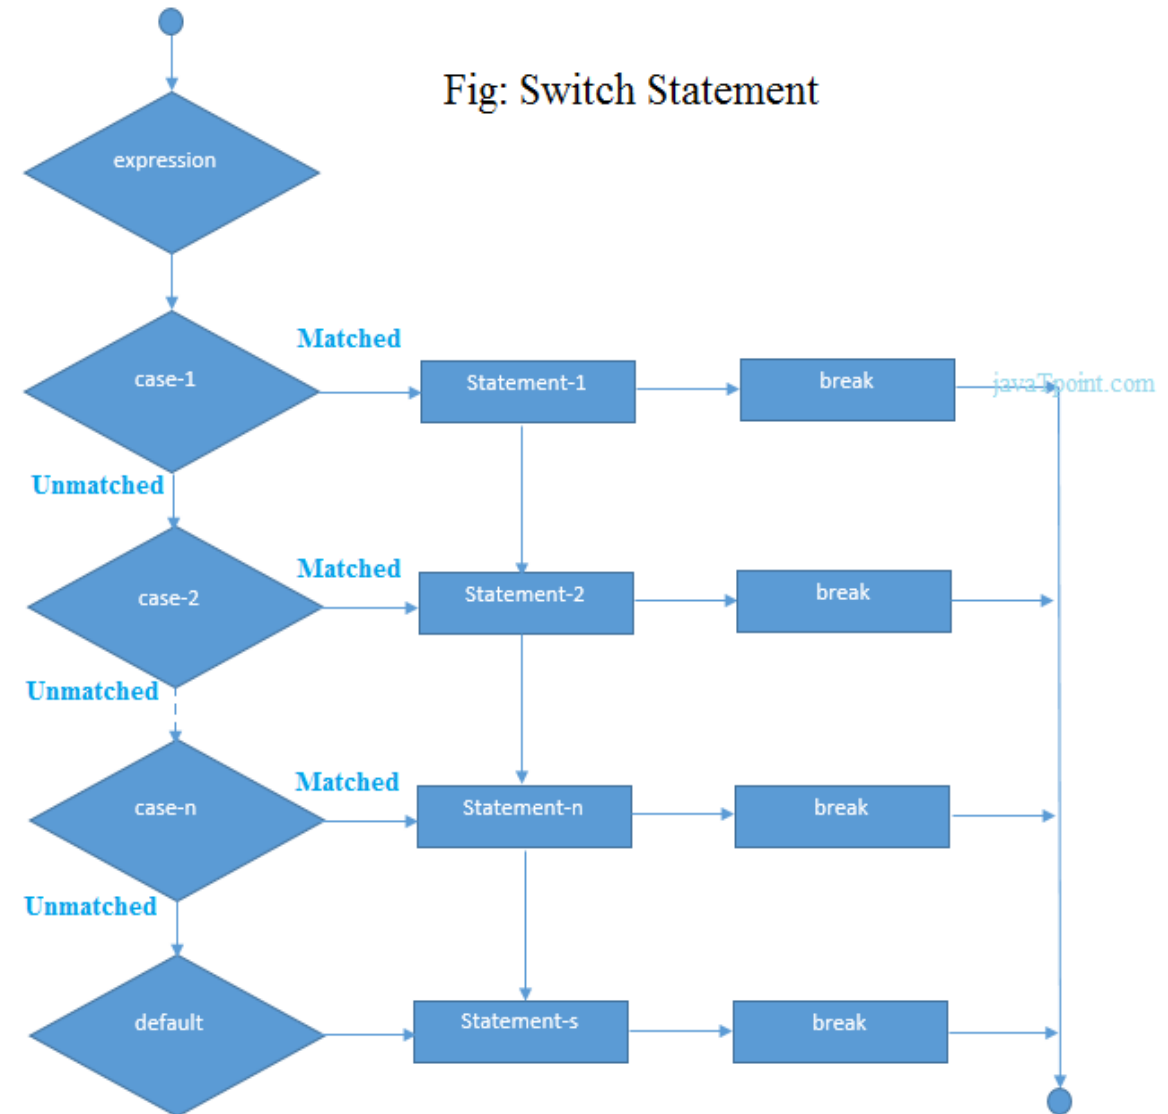 Fig: Switch Statement
expression
Matched
case-1
Statement-1
break
javaTpoint.com
Unmatched
Matched
case-2
Statement-2
break
Unmatched
Matched
case-n
Statement-n
break
Unmatched
default
Statement-s
break